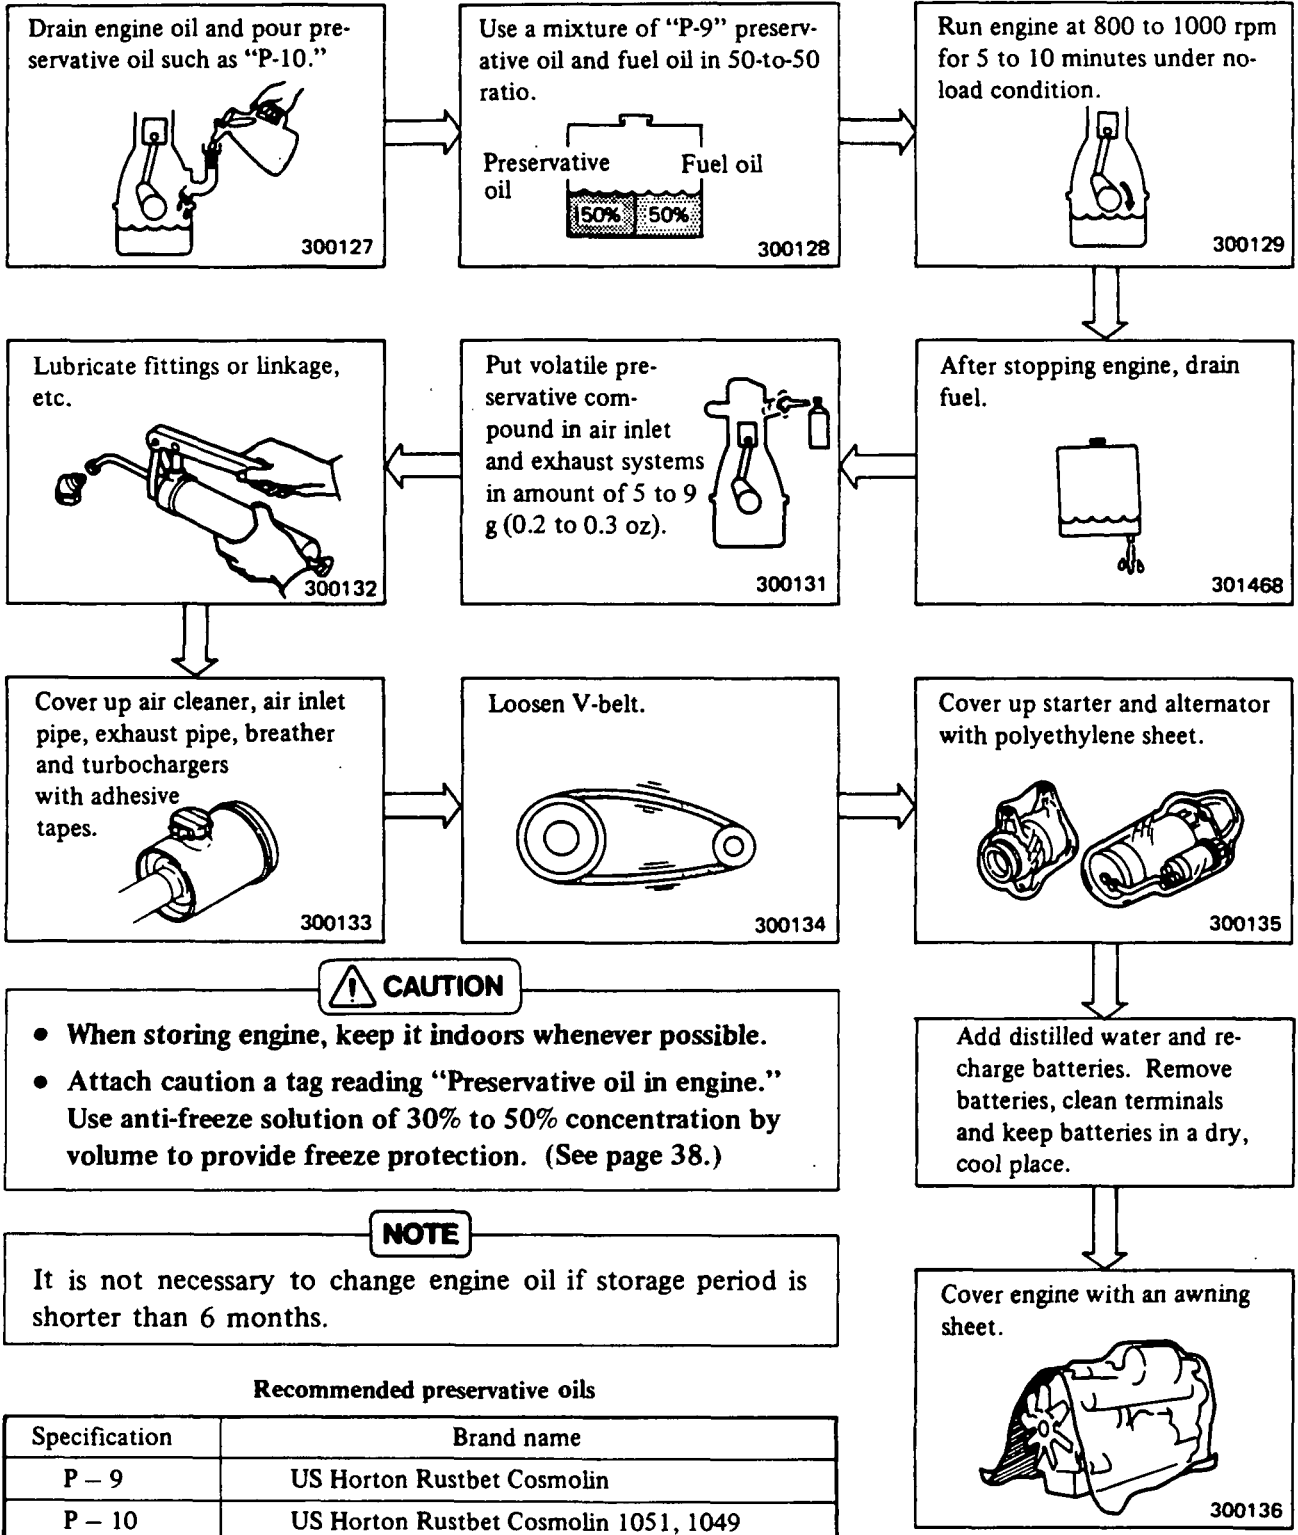 Drain engine oil and pour pre-
servative oil such as “P-10.”
300127
Use a mixture of “P-9” preserv-
ative oil and fuel oil in 50-to-50
ratio.
Preservative
oil
Fuel oil
50%
50%
300128
Run engine at 800 to 1000 rpm
for 5 to 10 minutes under no-
load condition.
300129
After stopping engine, drain
fuel.
301468
Put volatile pre-
servative com-
pound in air inlet
and exhaust systems
in amount of 5 to 9
g (0.2 to 0.3 oz).
300131
Lubricate fittings or linkage,
etc.
300132
Cover up air cleaner, air inlet
pipe, exhaust pipe, breather
and turbochargers
with adhesive
tapes.
300133
Loosen V-belt.
300134
Cover up starter and alternator
with polyethylene sheet.
300135
Add distilled water and re-
charge batteries. Remove
batteries, clean terminals
and keep batteries in a dry,
cool place.
Cover engine with an awning
sheet.
300136
CAUTION
• When storing engine, keep it indoors whenever possible.
• Attach caution a tag reading “Preservative oil in engine.”
Use anti-freeze solution of 30% to 50% concentration by
volume to provide freeze protection. (See page 38.)
NOTE
It is not necessary to change engine oil if storage period is
shorter than 6 months.
Recommended preservative oils
Specification Brand name
P – 9 US Horton Rustbet Cosmolin
P – 10 US Horton Rustbet Cosmolin 1051, 1049